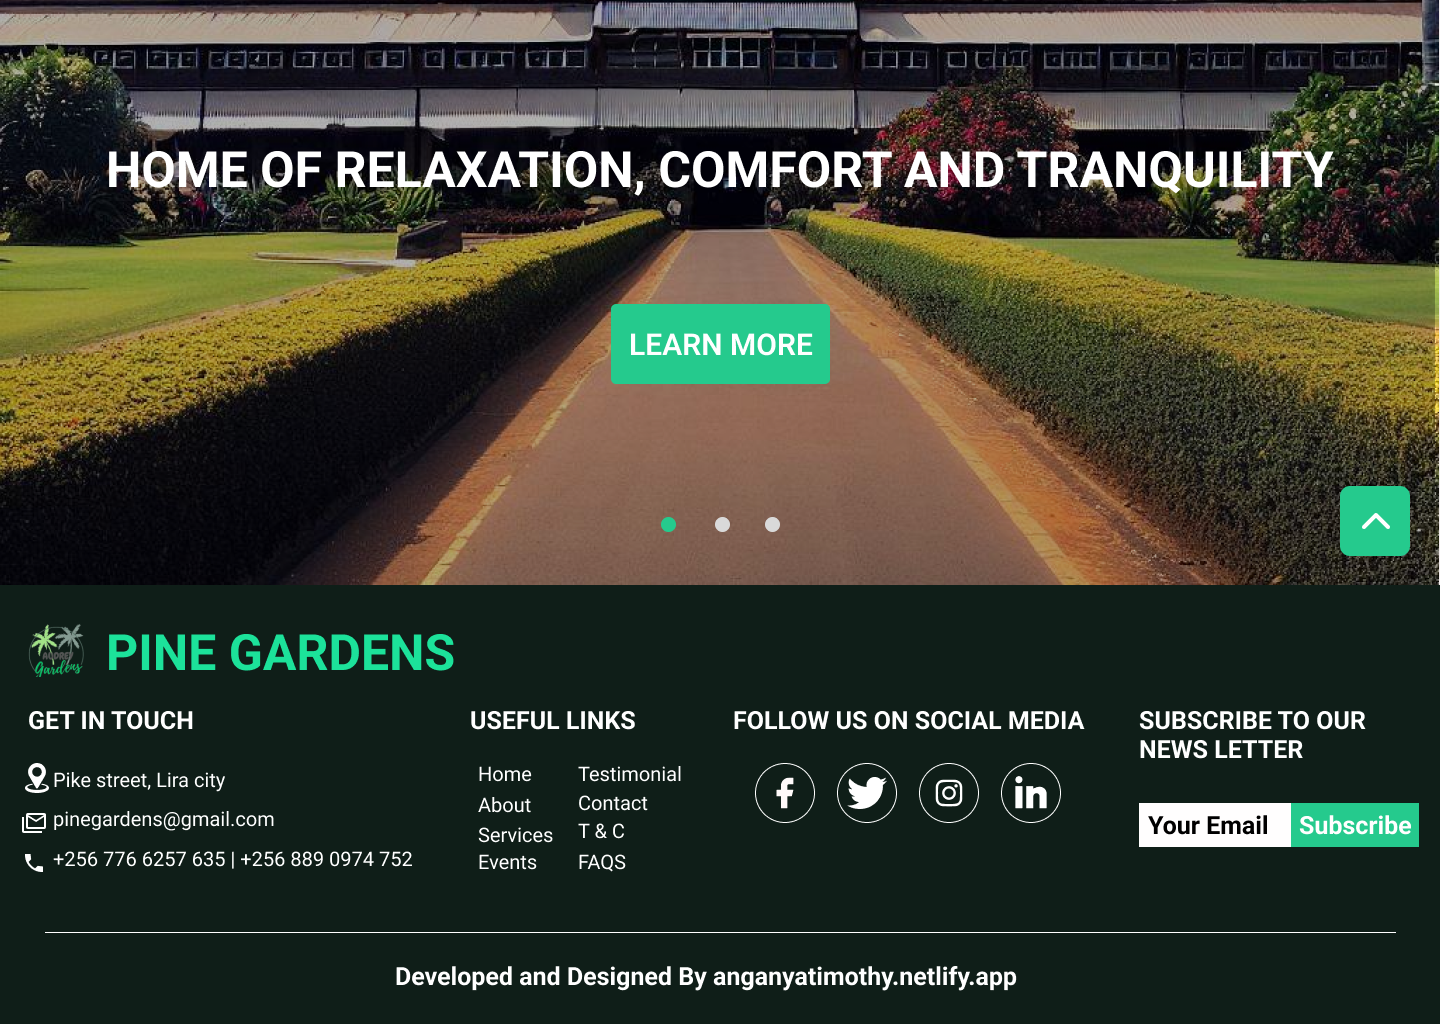 HOME OF RELAXATION, COMFORT AND TRANQUILITY
LEARN MORE
Gardens
PINE GARDENS
GET IN TOUCH
Pike street, Lira city
pinegardens@gmail.com
+256 776 6257 635 | +256 889 0974 752
USEFUL LINKS
Home
About
Services
Events
Testimonial
Contact
T & C
FAQS
FOLLOW US ON SOCIAL MEDIA
SUBSCRIBE TO OUR
NEWS LETTER
Your Email
Subscribe
Developed and Designed By anganyatimothy.netlify.app